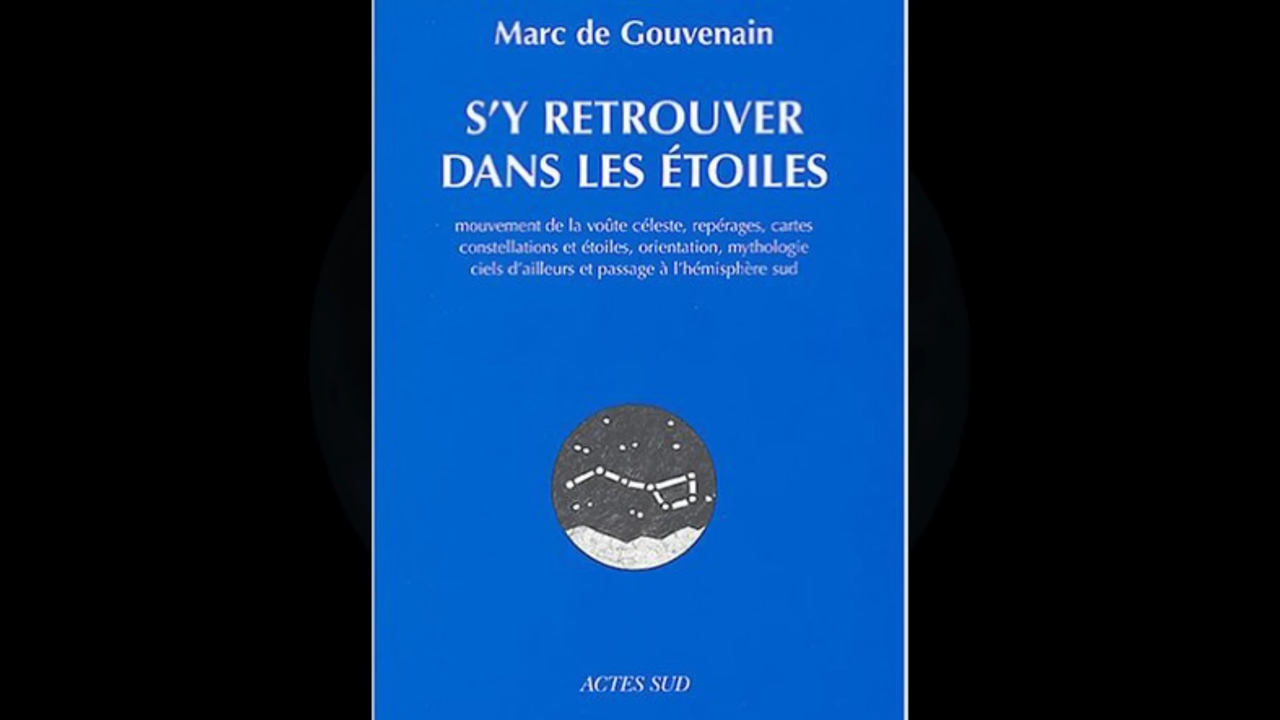 Marc de Gouvenain
S'Y RETROUVER
DANS LES ÉTOILES
mouvement de la voûte céleste, repérages, cartes
constellations et étoiles, orientation, mythologie
ciels d'ailleurs et passage à l'hémisphère sud
ACTES SUD